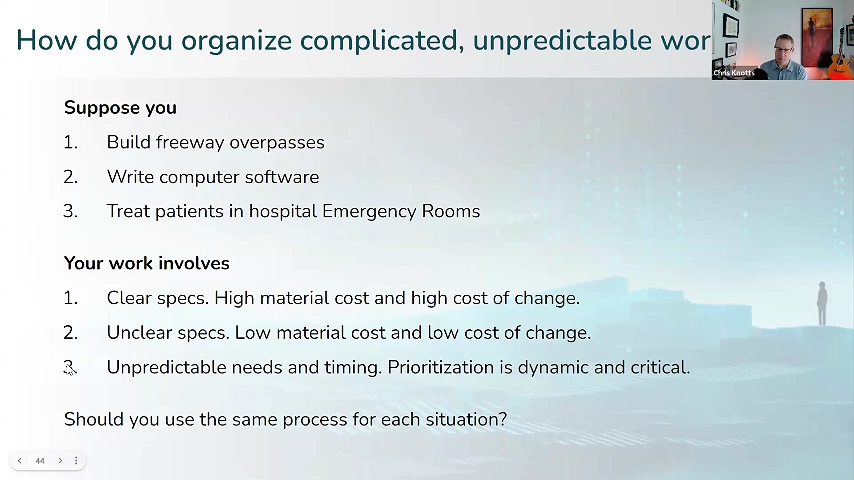 How do you organize complicated, unpredictable wor
Chris Knotts
Suppose you
1. Build freeway overpasses
2. Write computer software
3. Treat patients in hospital Emergency Rooms
Your work involves
1. Clear specs. High material cost and high cost of change.
2. Unclear specs. Low material cost and low cost of change.
3. Unpredictable needs and timing. Prioritization is dynamic and critical.
Should you use the same process for each situation?
44